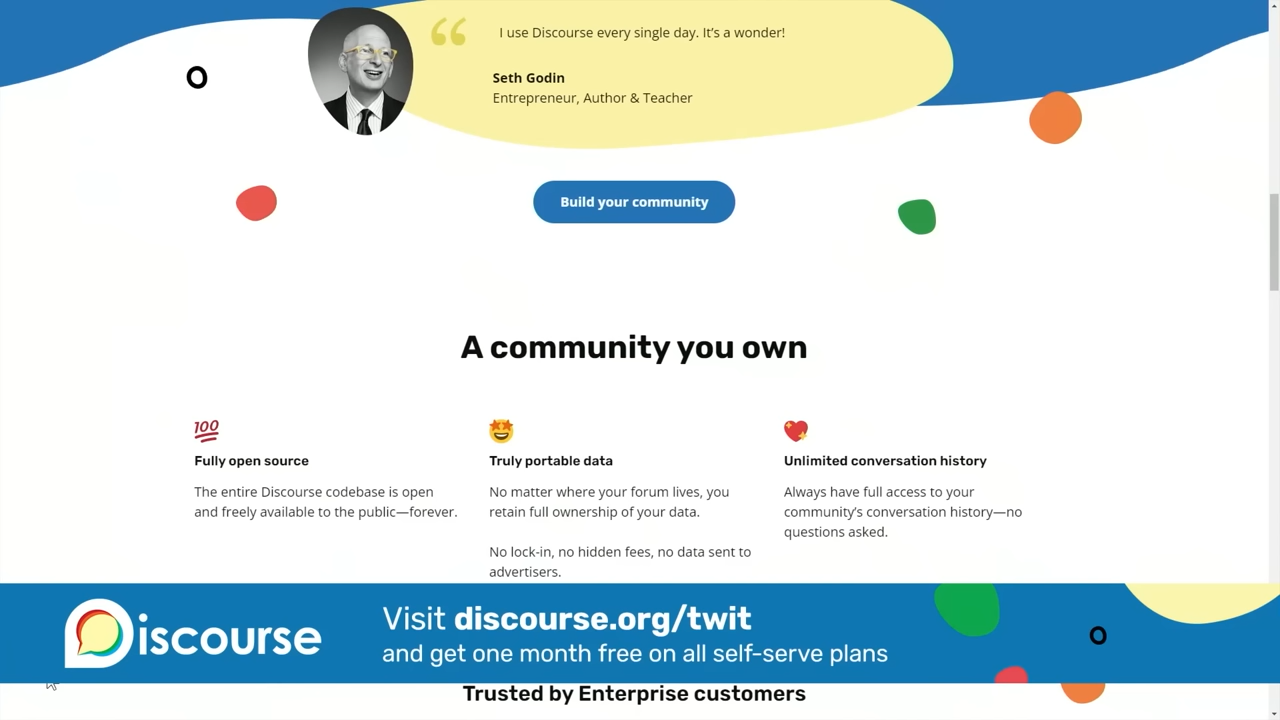 I use Discourse every single day. It’s a wonder!
Seth Godin
Entrepreneur, Author & Teacher
Build your community
A community you own
Fully open source
The entire Discourse codebase is open
and freely available to the public—forever.
Truly portable data
No matter where your forum lives, you
retain full ownership of your data.
No lock-in, no hidden fees, no data sent to
advertisers.
Unlimited conversation history
Always have full access to your
community’s conversation history—no
questions asked.
Discourse
Visit discourse.org/twit
and get one month free on all self-serve plans
Trusted by Enterprise customers